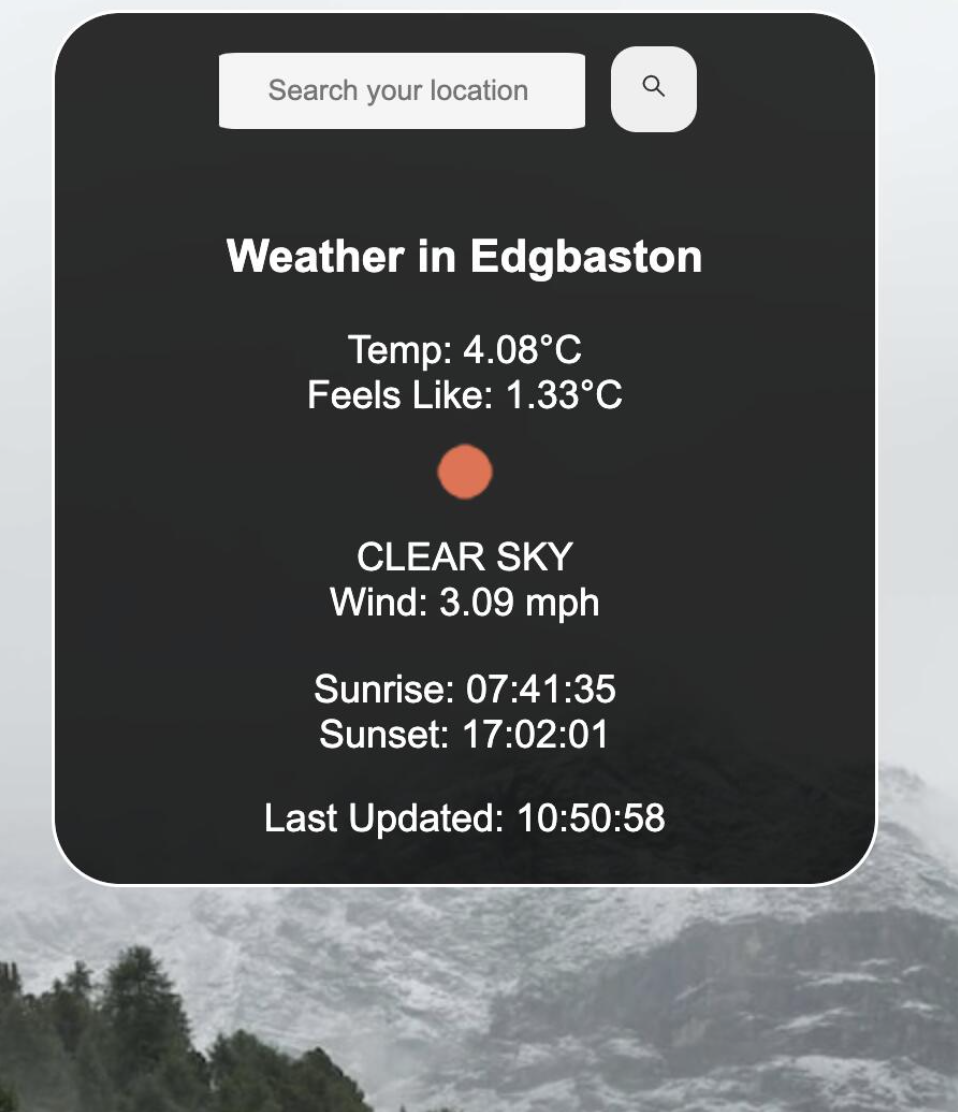 Search your location
Weather in Edgbaston
Temp: 4.08°C
Feels Like: 1.33°C
CLEAR SKY
Wind: 3.09 mph
Sunrise: 07:41:35
Sunset: 17:02:01
Last Updated: 10:50:58